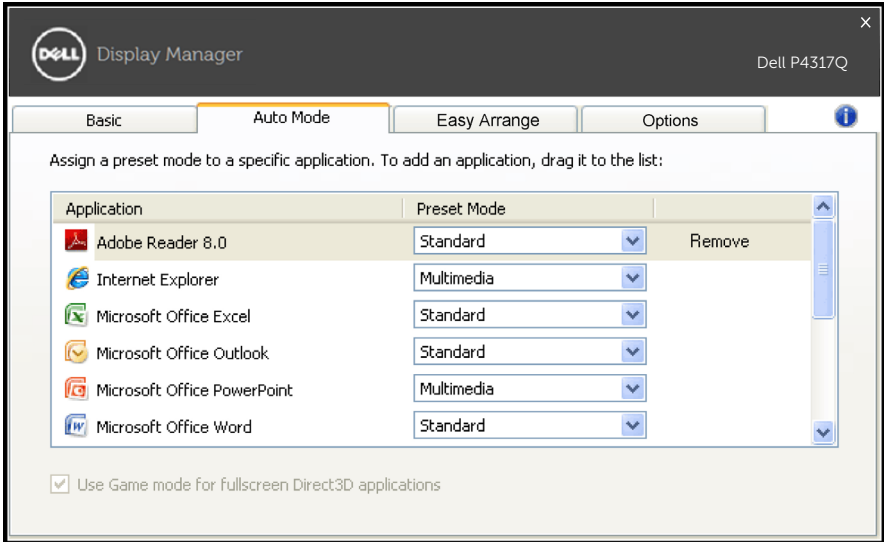 x
DELL Display Manager
Dell P4317Q
Basic Auto Mode Easy Arrange Options i
Assign a preset mode to a specific application. To add an application, drag it to the list:
Application Preset Mode
Adobe Reader 8.0 Standard Remove
Internet Explorer Multimedia
Microsoft Office Excel Standard
Microsoft Office Outlook Standard
Microsoft Office PowerPoint Multimedia
Microsoft Office Word Standard
Use Game mode for fullscreen Direct3D applications